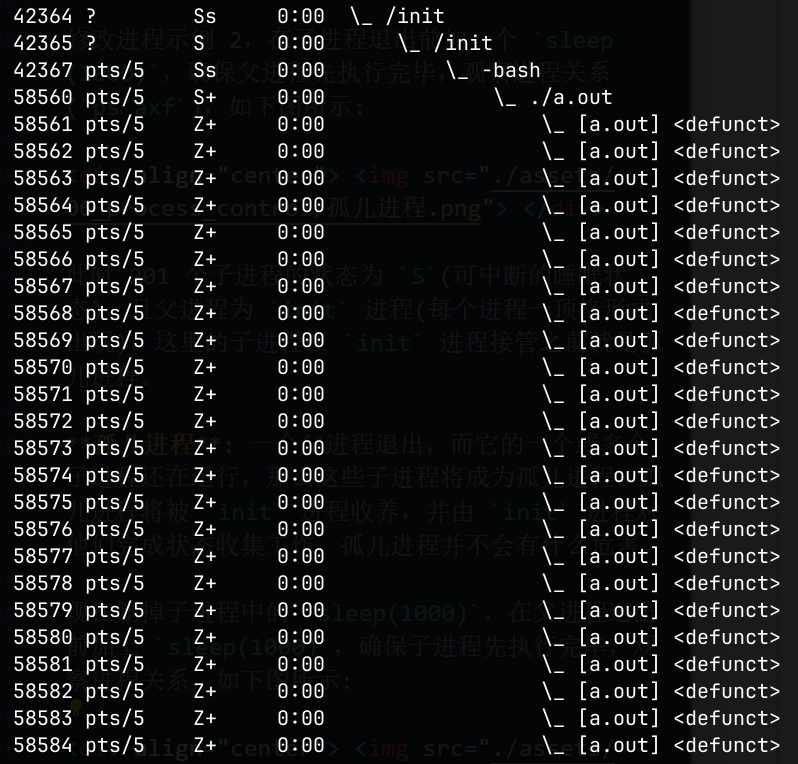 42364 ?        Ss     0:00  \_ /init
42365 ?        S      0:00      \_ /init
42367 pts/5    Ss     0:00          \_ -bash
58560 pts/5    S+     0:00              \_ ./a.out
58561 pts/5    Z+     0:00                  \_ [a.out] <defunct>
58562 pts/5    Z+     0:00                  \_ [a.out] <defunct>
58563 pts/5    Z+     0:00                  \_ [a.out] <defunct>
58564 pts/5    Z+     0:00                  \_ [a.out] <defunct>
58565 pts/5    Z+     0:00                  \_ [a.out] <defunct>
58566 pts/5    Z+     0:00                  \_ [a.out] <defunct>
58567 pts/5    Z+     0:00                  \_ [a.out] <defunct>
58568 pts/5    Z+     0:00                  \_ [a.out] <defunct>
58569 pts/5    Z+     0:00                  \_ [a.out] <defunct>
58570 pts/5    Z+     0:00                  \_ [a.out] <defunct>
58571 pts/5    Z+     0:00                  \_ [a.out] <defunct>
58572 pts/5    Z+     0:00                  \_ [a.out] <defunct>
58573 pts/5    Z+     0:00                  \_ [a.out] <defunct>
58574 pts/5    Z+     0:00                  \_ [a.out] <defunct>
58575 pts/5    Z+     0:00                  \_ [a.out] <defunct>
58576 pts/5    Z+     0:00                  \_ [a.out] <defunct>
58577 pts/5    Z+     0:00                  \_ [a.out] <defunct>
58578 pts/5    Z+     0:00                  \_ [a.out] <defunct>
58579 pts/5    Z+     0:00                  \_ [a.out] <defunct>
58580 pts/5    Z+     0:00                  \_ [a.out] <defunct>
58581 pts/5    Z+     0:00                  \_ [a.out] <defunct>
58582 pts/5    Z+     0:00                  \_ [a.out] <defunct>
58583 pts/5    Z+     0:00                  \_ [a.out] <defunct>
58584 pts/5    Z+     0:00                  \_ [a.out] <defunct>